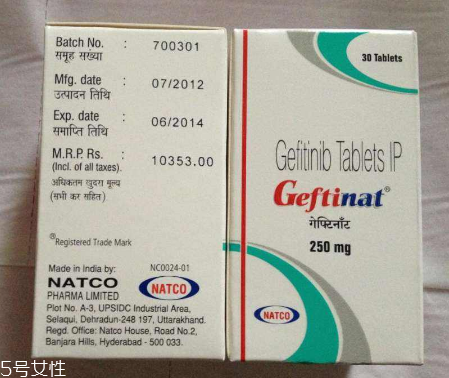 Batch No. : 700301
समूह संख्या
Mfg. date : 07/2012
उत्पादन तिथि
Exp. date : 06/2014
समाप्ति तिथि
M.R.P. Rs. : 10353.00
(Incl. of all taxes).
अधिकतम खुदरा मूल्य
(सभी कर सहित)
®Registered Trade Mark
Made in India by: NC0024-01
NATCO NATCO
PHARMA LIMITED
Plot No. A-3, UPSIDC Industrial Area,
Selaqui, Dehradun-248 197, Uttarakhand.
Regd. Office: Natco House, Road No.2,
Banjara Hills, Hyderabad - 500 033.
30 Tablets
Gefitinib Tablets IP
Geftinat®
गेफ्टिनॉट
250 mg
NATCO
5号女性